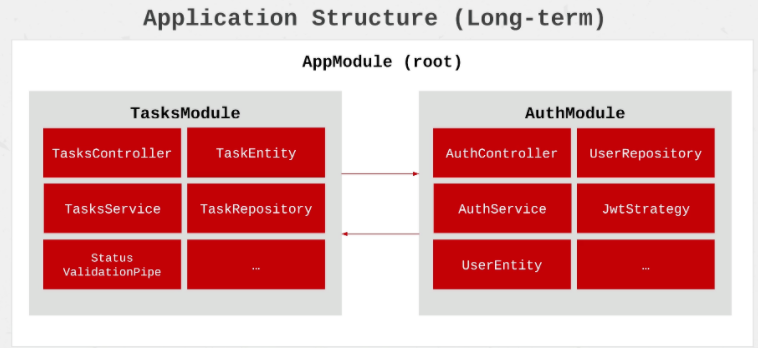 Application Structure (Long-term)
AppModule (root)
TasksModule
TasksController
TaskEntity
TasksService
TaskRepository
Status
ValidationPipe
…
AuthModule
AuthController
UserRepository
AuthService
JwtStrategy
UserEntity
…